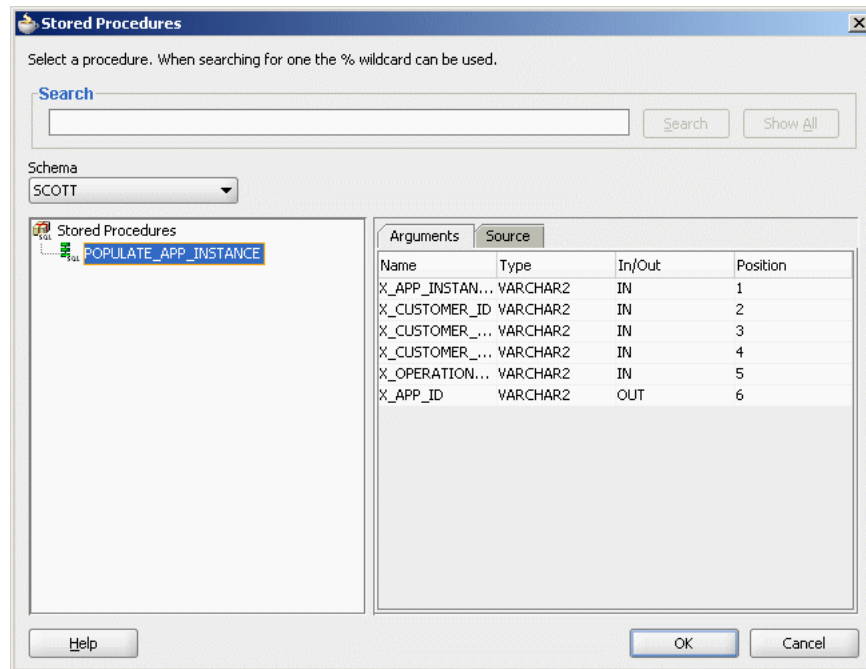 Stored Procedures
Select a procedure. When searching for one the % wildcard can be used.
Search
Search Show All
Schema
SCOTT
Stored Procedures
POPULATE_APP_INSTANCE
Arguments Source
Name Type In/Out Position
X_APP_INSTAN... VARCHAR2 IN 1
X_CUSTOMER_ID VARCHAR2 IN 2
X_CUSTOMER_... VARCHAR2 IN 3
X_CUSTOMER_... VARCHAR2 IN 4
X_OPERATION... VARCHAR2 IN 5
X_APP_ID VARCHAR2 OUT 6
Help OK Cancel